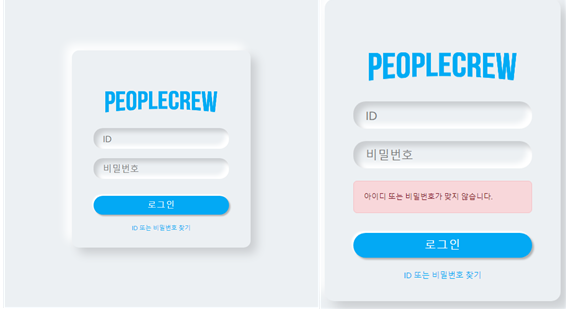 PEOPLECREW
ID
비밀번호
로그인
ID 또는 비밀번호 찾기
PEOPLECREW
ID
비밀번호
아이디 또는 비밀번호가 맞지 않습니다.
로그인
ID 또는 비밀번호 찾기